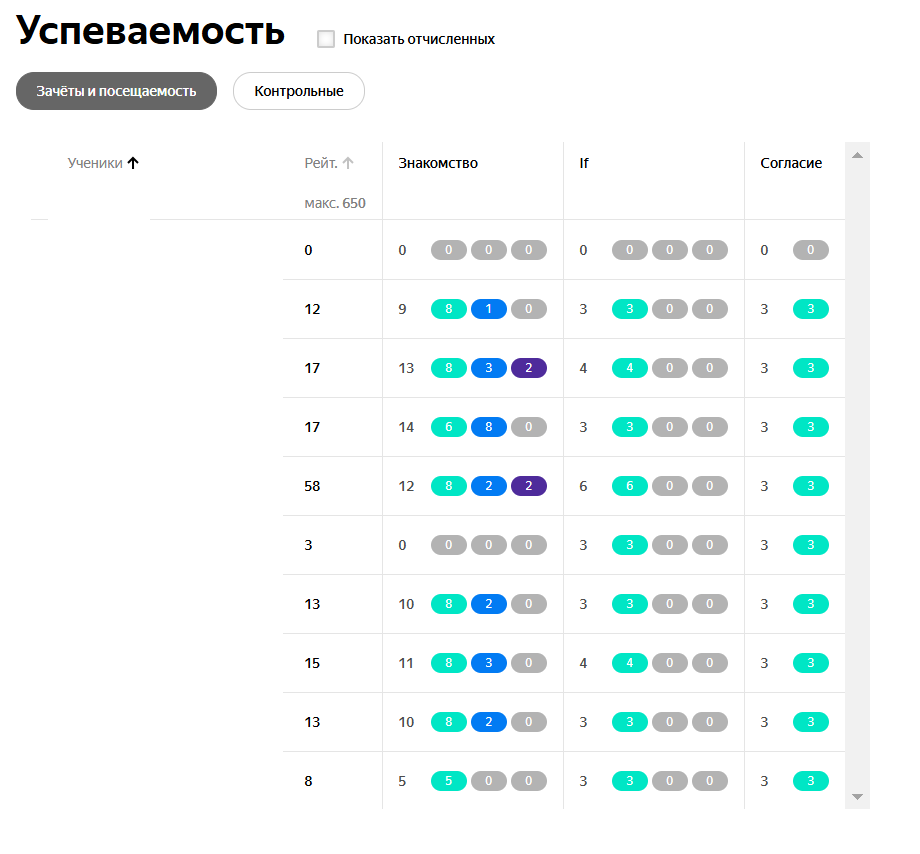 Успеваемость
Показать отчисленных
Зачёты и посещаемость Контрольные
Ученики Рейт. Знакомство If Согласие
макс. 650
0 0 0 0 0 0 0 0 0 0 0
12 9 8 1 0 3 3 0 0 3 3
17 13 8 3 2 4 4 0 0 3 3
17 14 6 8 0 3 3 0 0 3 3
58 12 8 2 2 6 6 0 0 3 3
3 0 0 0 0 3 3 0 0 3 3
13 10 8 2 0 3 3 0 0 3 3
15 11 8 3 0 4 4 0 0 3 3
13 10 8 2 0 3 3 0 0 3 3
8 5 5 0 0 3 3 0 0 3 3